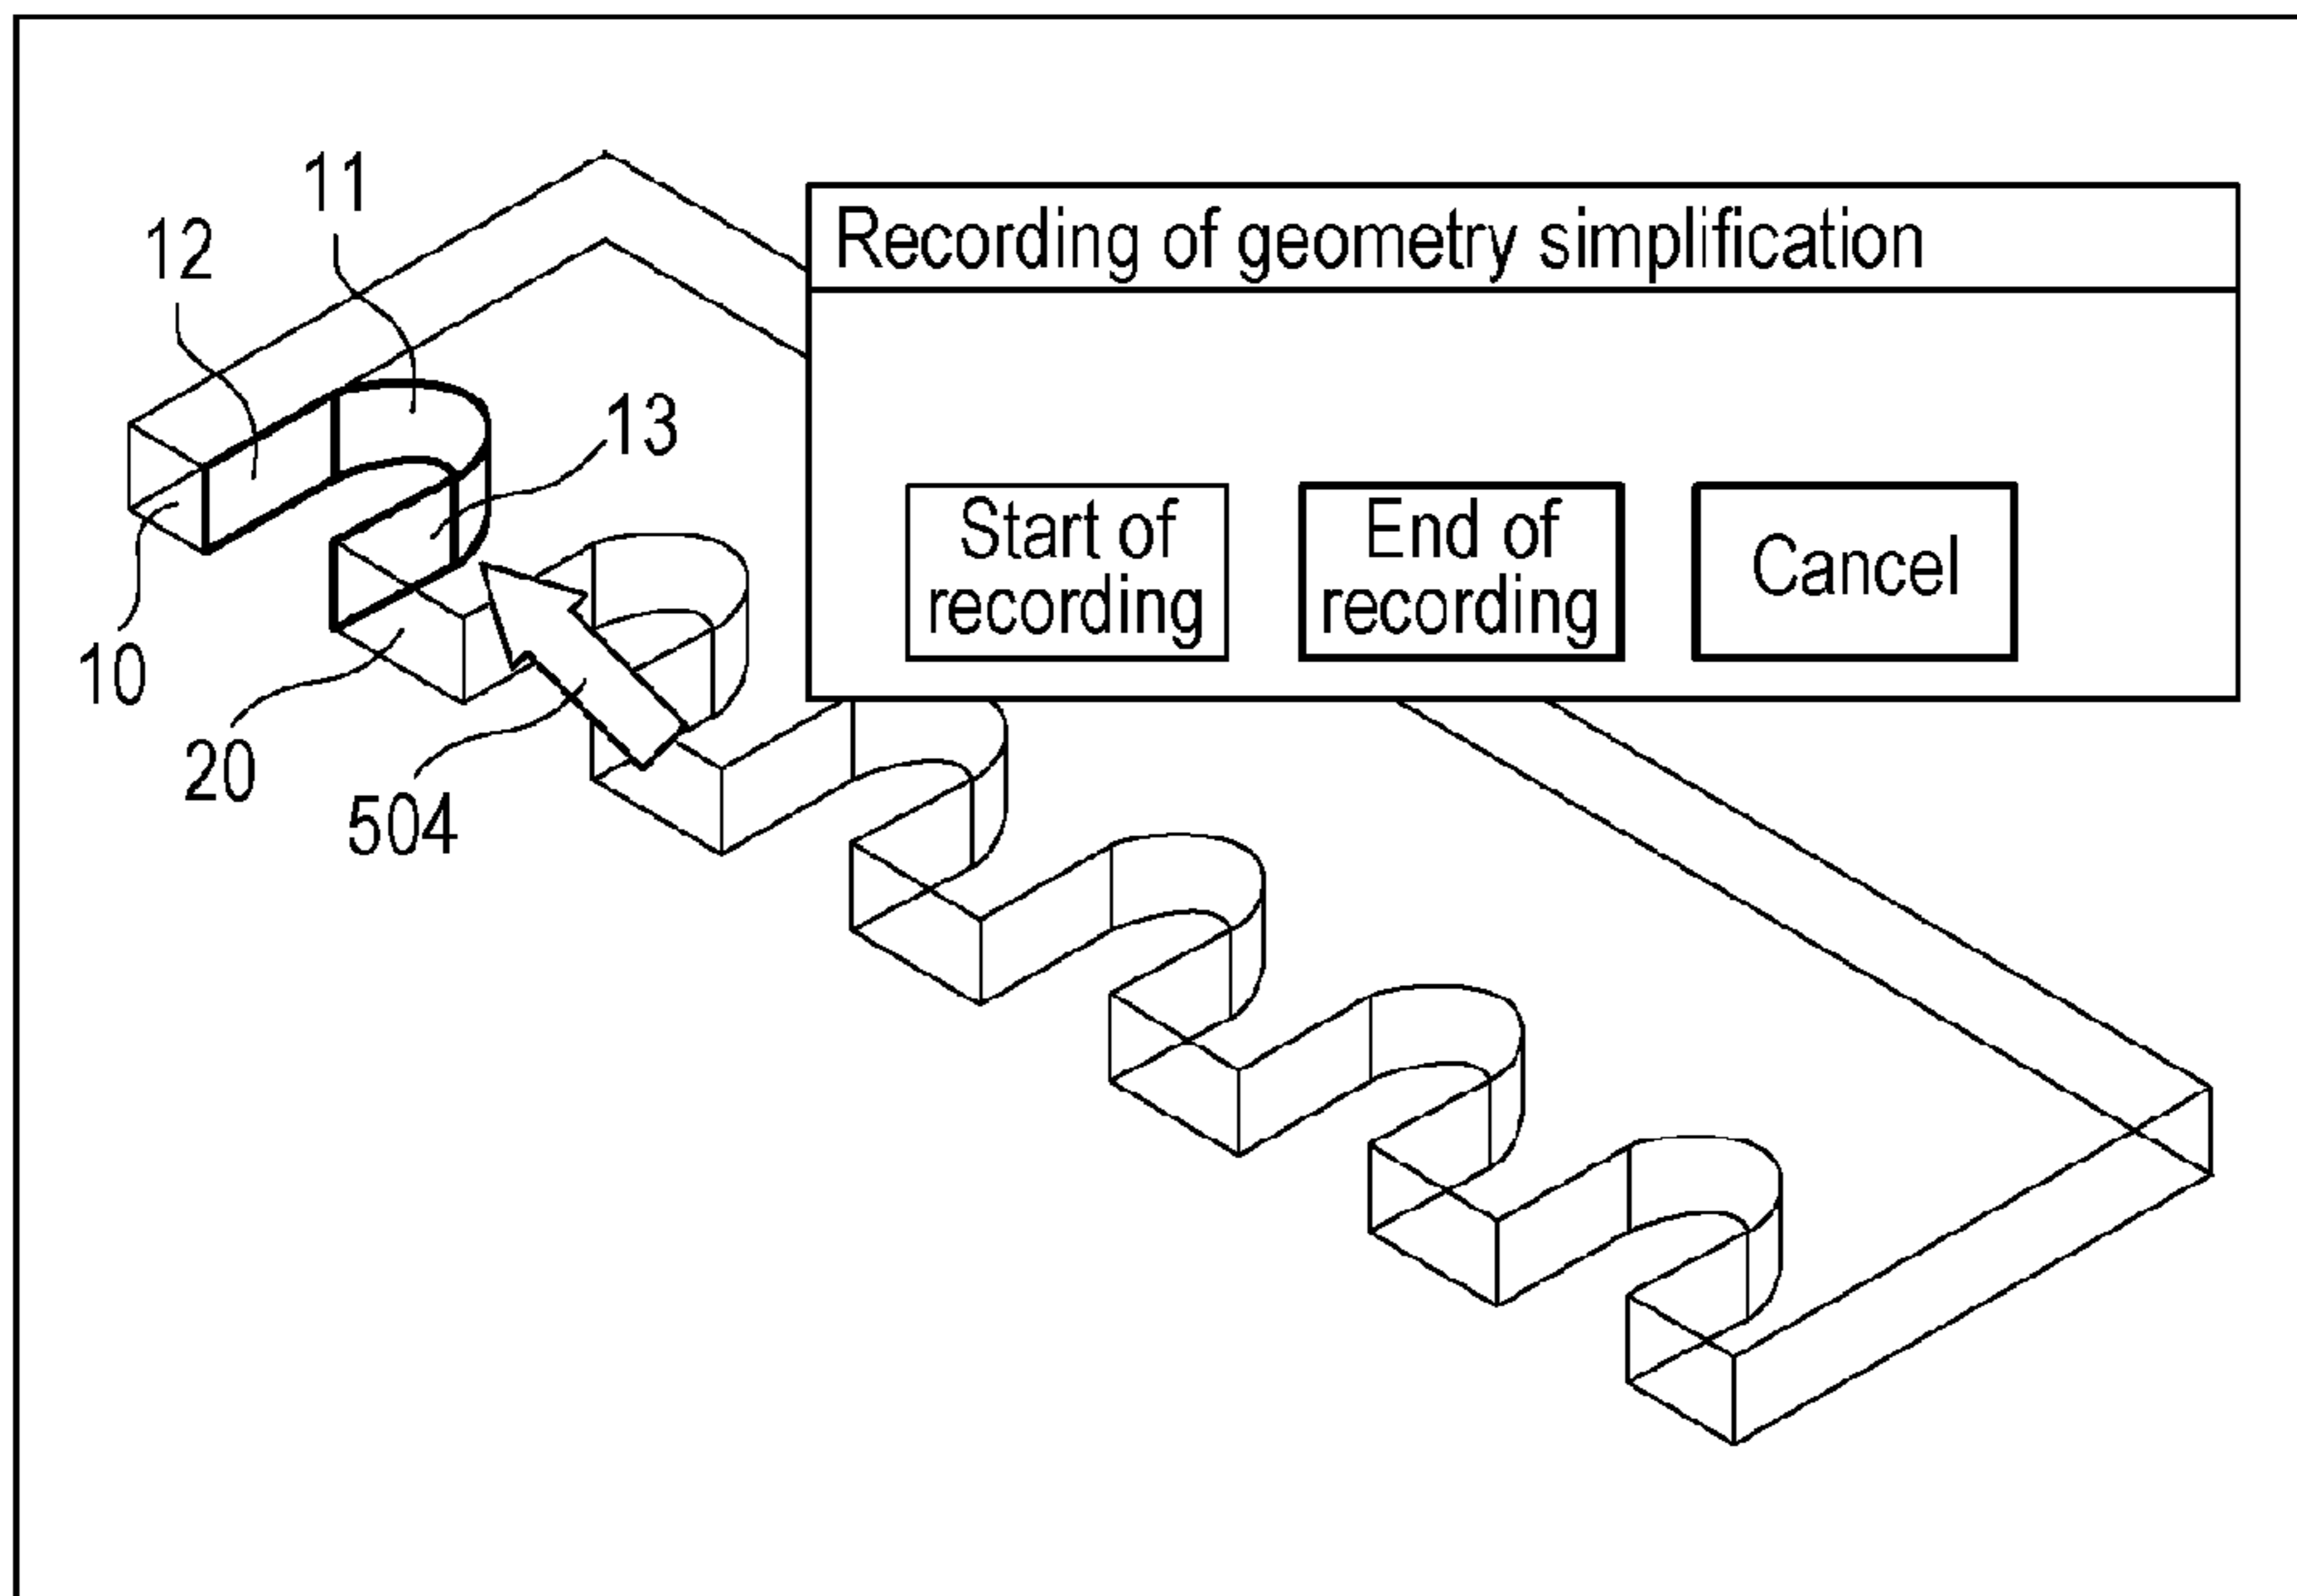 11
12
Recording of geometry simplification
13
Start of
recording
End of
recording
Cancel
10
20
504